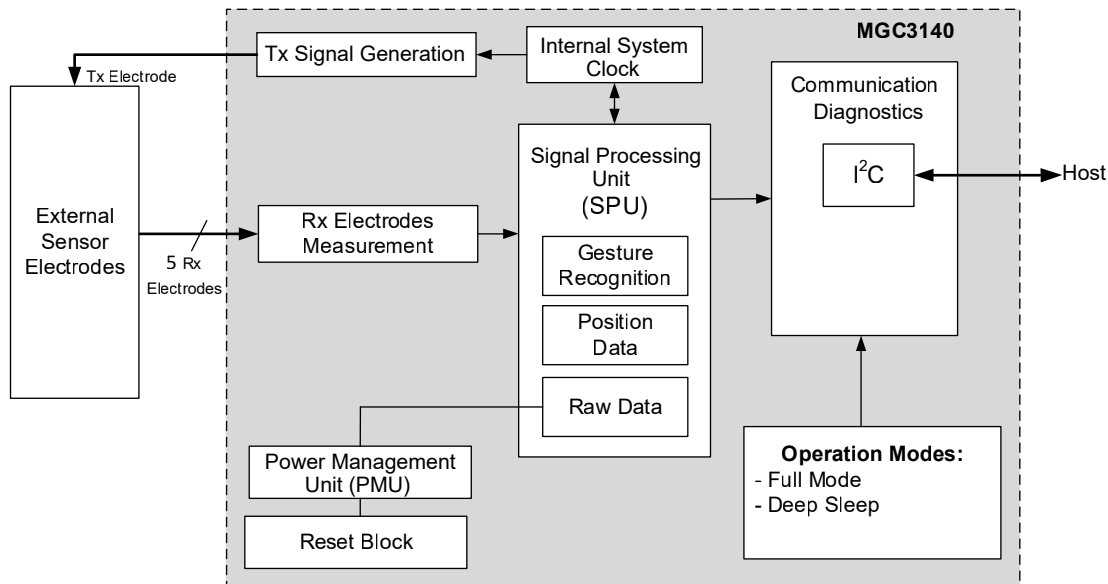 MGC3140
Tx Signal Generation
Internal System
Clock
Tx Electrode
Communication
Diagnostics
I²C
Host
Signal Processing
Unit
(SPU)
External
Sensor
Electrodes
5 Rx
Electrodes
Rx Electrodes
Measurement
Gesture
Recognition
Position
Data
Raw Data
Power Management
Unit (PMU)
Reset Block
Operation Modes:
- Full Mode
- Deep Sleep